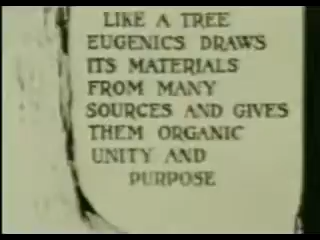 LIKE A TREE
EUGENICS DRAWS
ITS MATERIALS
FROM MANY
SOURCES AND GIVES
THEM ORGANIC
UNITY AND
PURPOSE